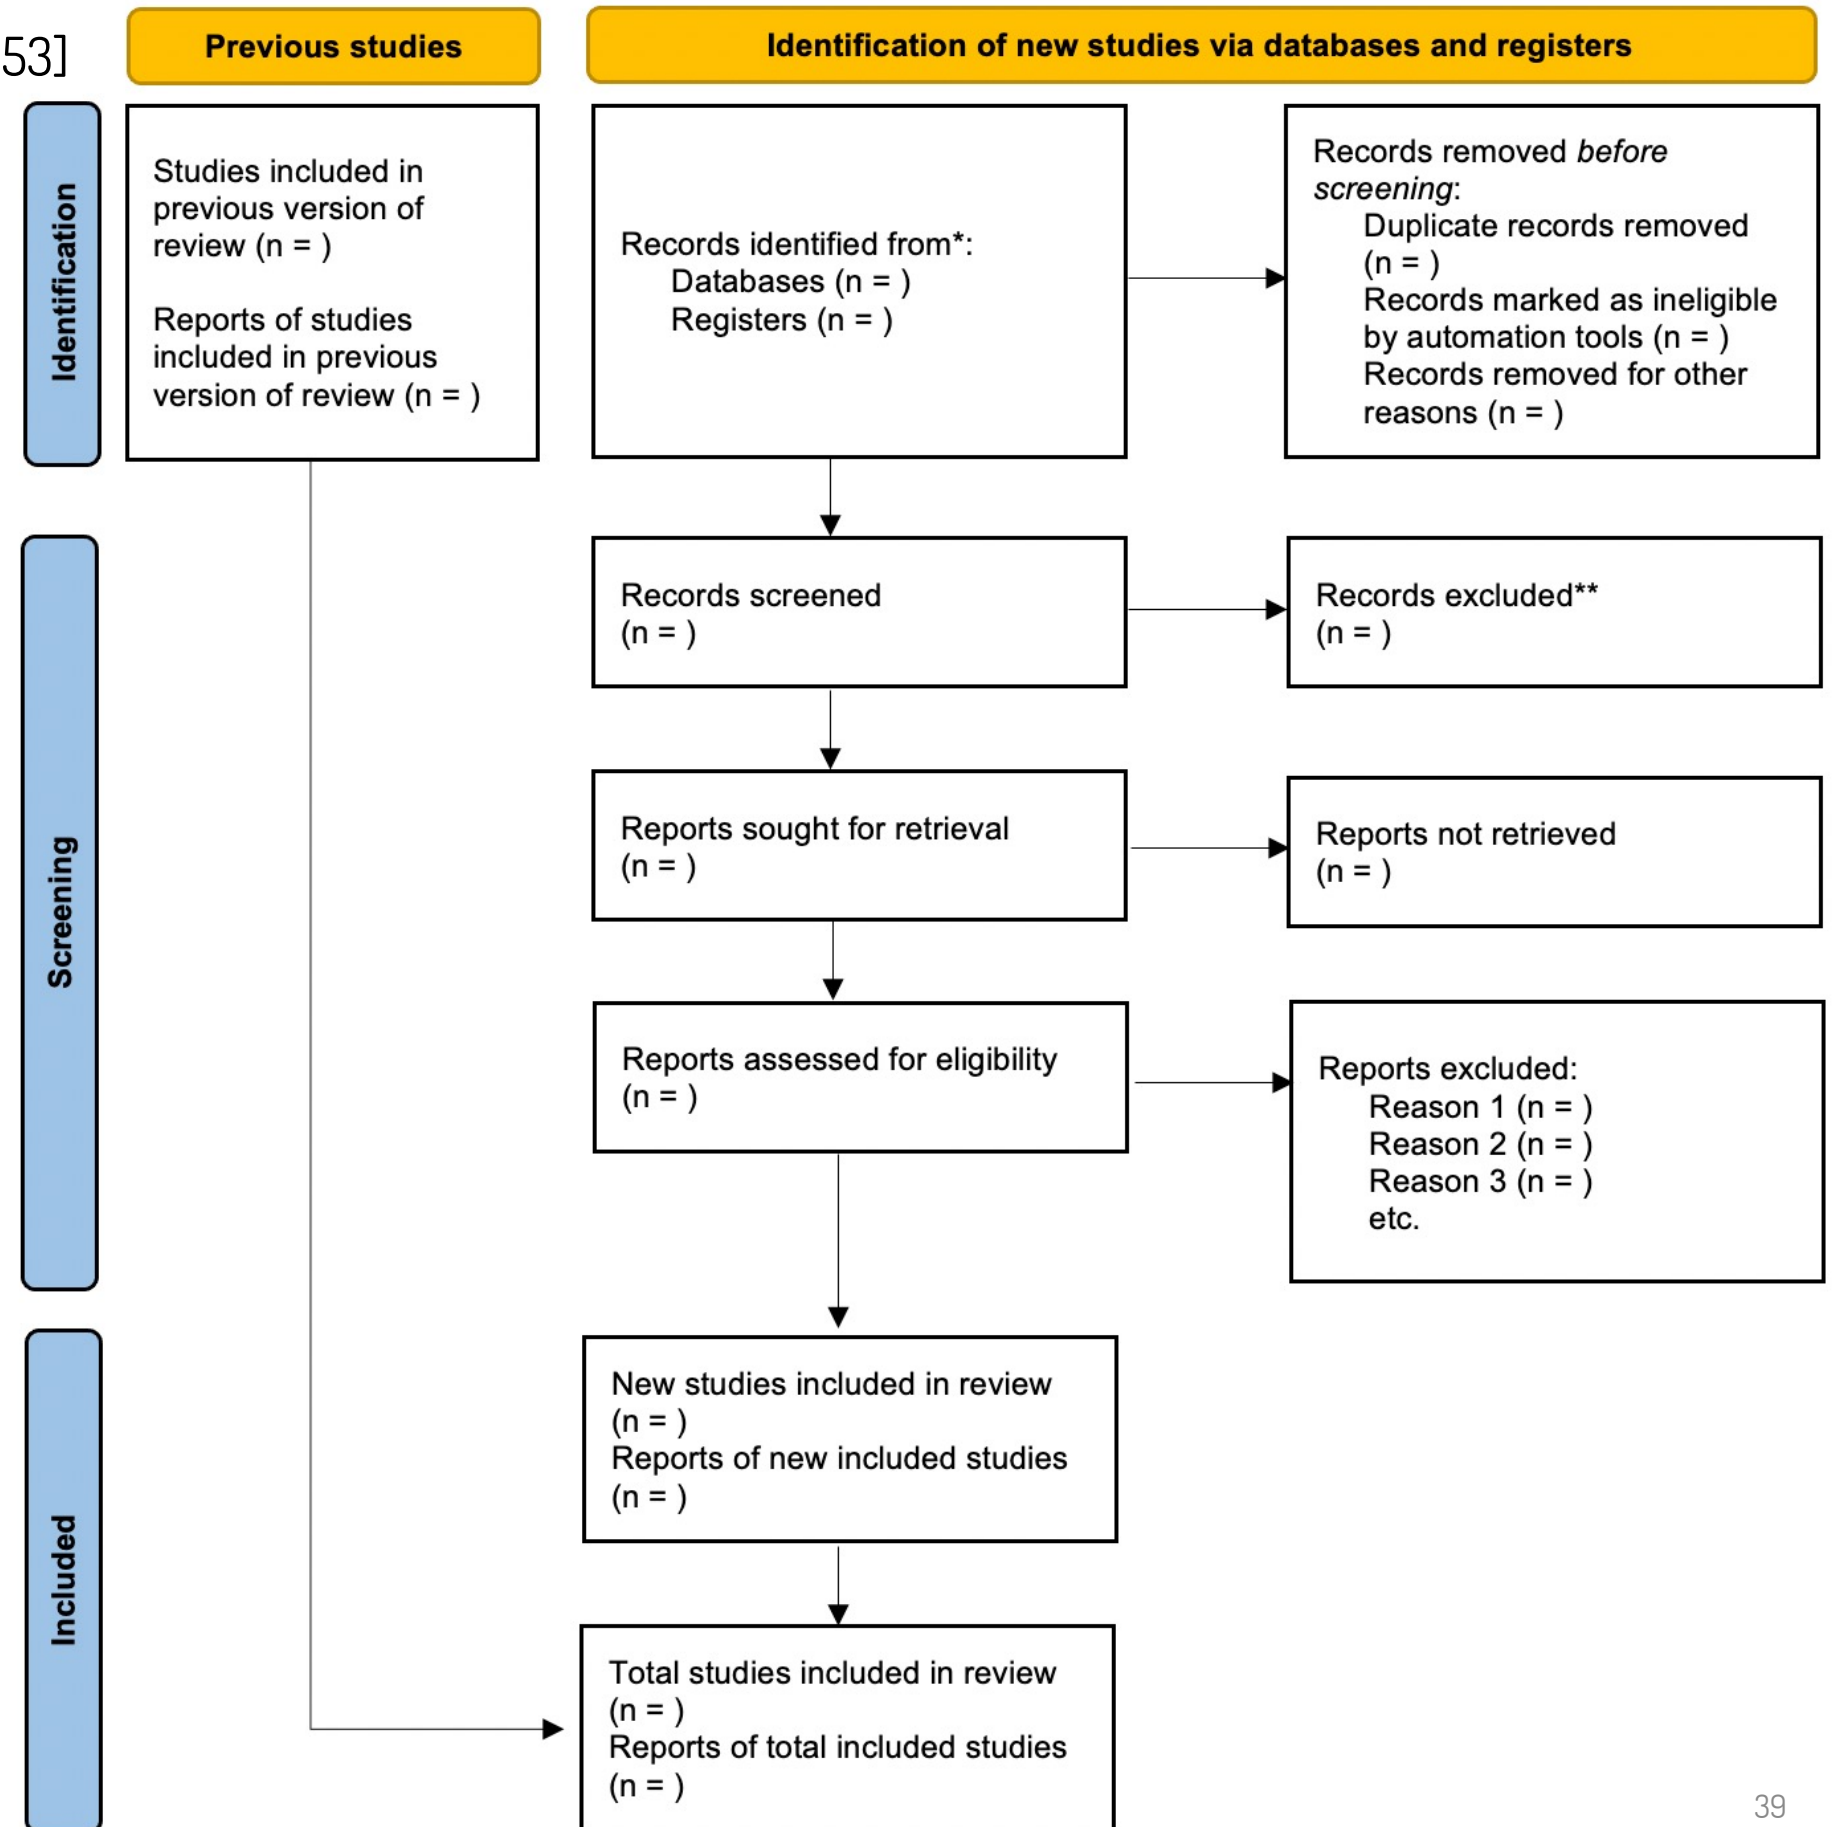 53]
Previous studies
Identification of new studies via databases and registers
Identification
Studies included in
previous version of
review (n = )
Reports of studies
included in previous
version of review (n = )
Records identified from*:
Databases (n = )
Registers (n = )
Records removed before
screening:
Duplicate records removed
(n = )
Records marked as ineligible
by automation tools (n = )
Records removed for other
reasons (n = )
Screening
Records screened
(n = )
Records excluded**
(n = )
Reports sought for retrieval
(n = )
Reports not retrieved
(n = )
Reports assessed for eligibility
(n = )
Reports excluded:
Reason 1 (n = )
Reason 2 (n = )
Reason 3 (n = )
etc.
Included
New studies included in review
(n = )
Reports of new included studies
(n = )
Total studies included in review
(n = )
Reports of total included studies
(n = )
39